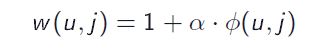 w(u,j) = 1 + α · ϕ(u,j)